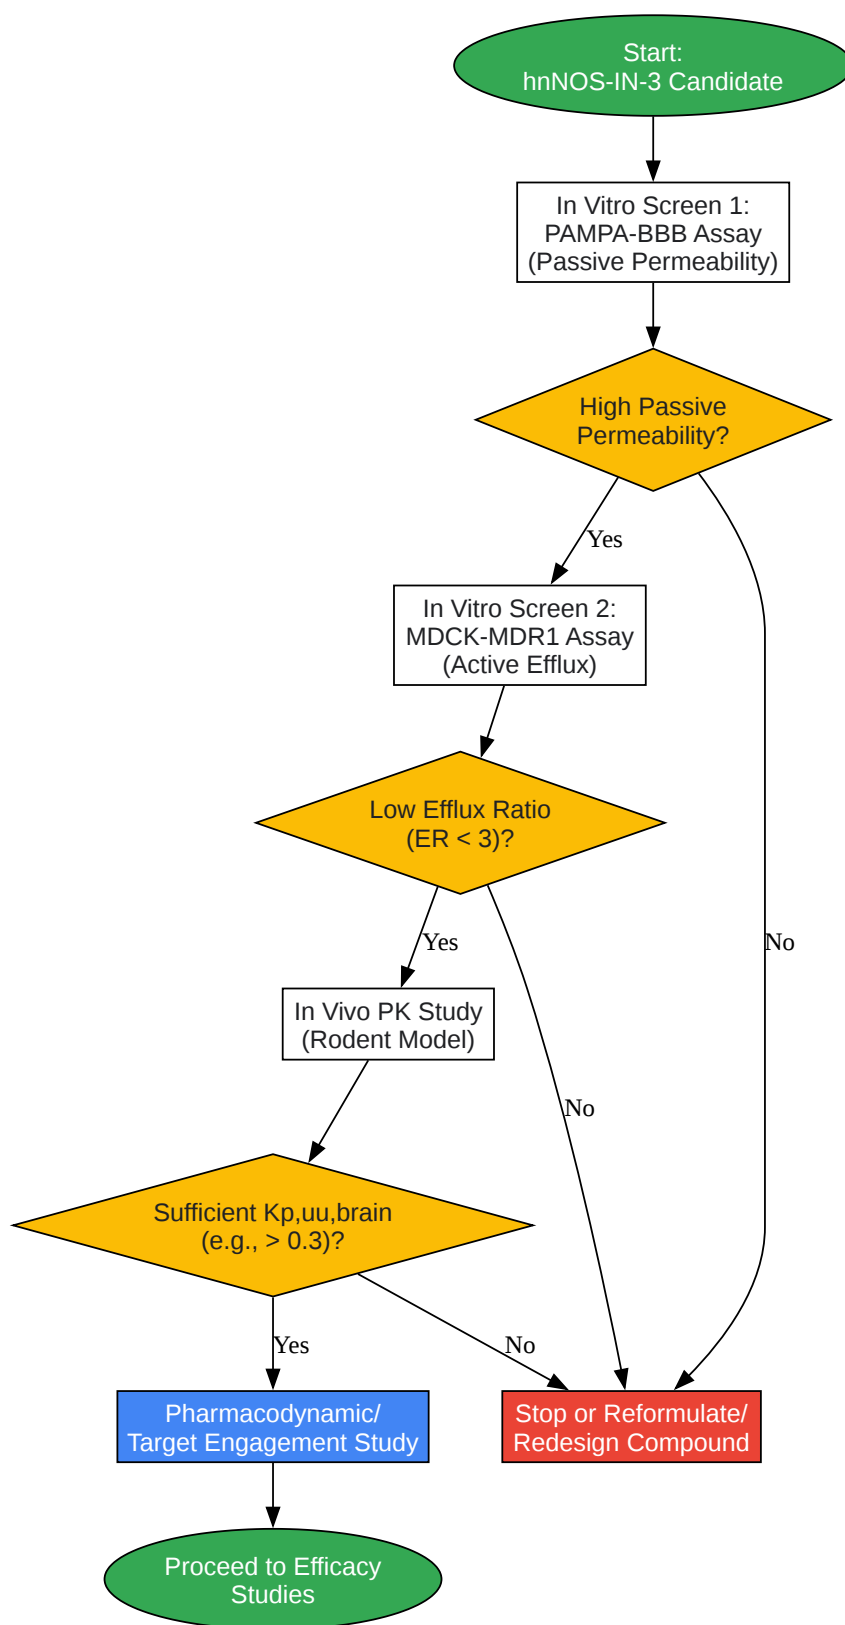 Start:
hnNOS-IN-3 Candidate
In Vitro Screen 1:
PAMPA-BBB Assay
(Passive Permeability)
High Passive
Permeability?
Yes
In Vitro Screen 2:
MDCK-MDR1 Assay
(Active Efflux)
Low Efflux Ratio
(ER < 3)?
Yes
No
In Vivo PK Study
(Rodent Model)
No
Sufficient Kp,uu,brain
(e.g., > 0.3)?
Yes
No
Pharmacodynamic/
Target Engagement Study
Stop or Reformulate/
Redesign Compound
Proceed to Efficacy
Studies